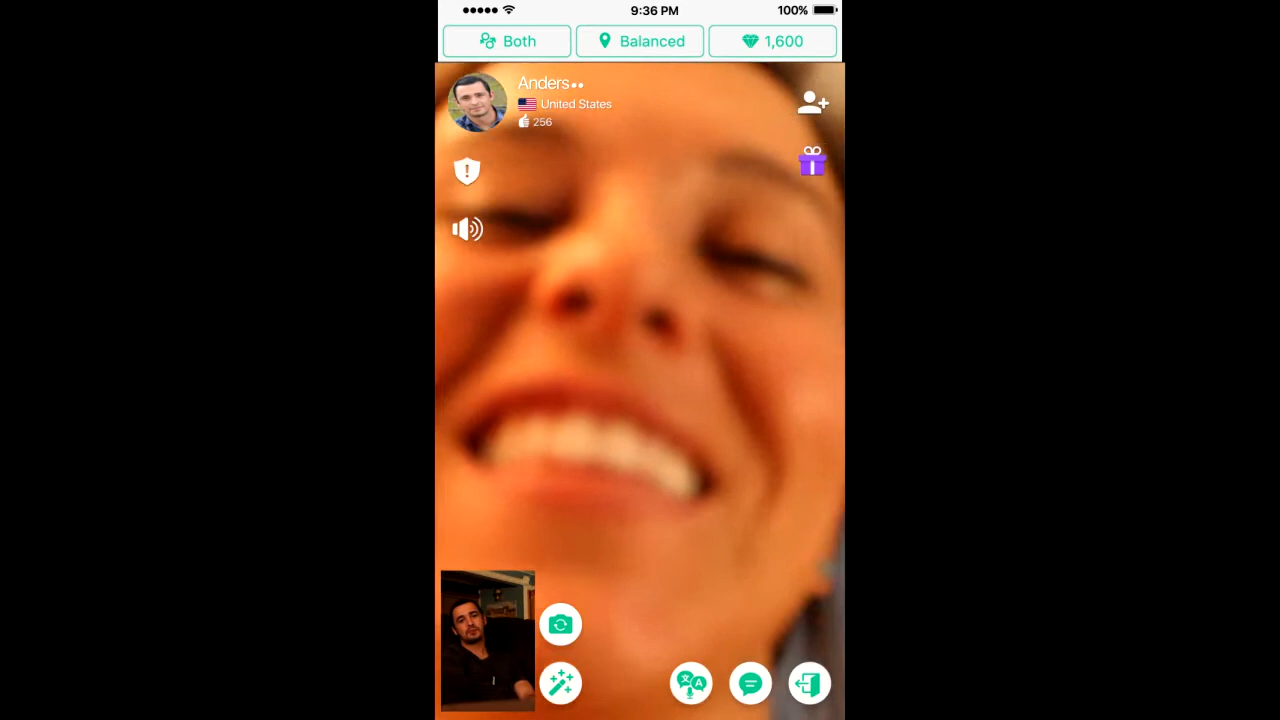 9:36 PM
100%
Both
Balanced
1,600
Anders
United States
256